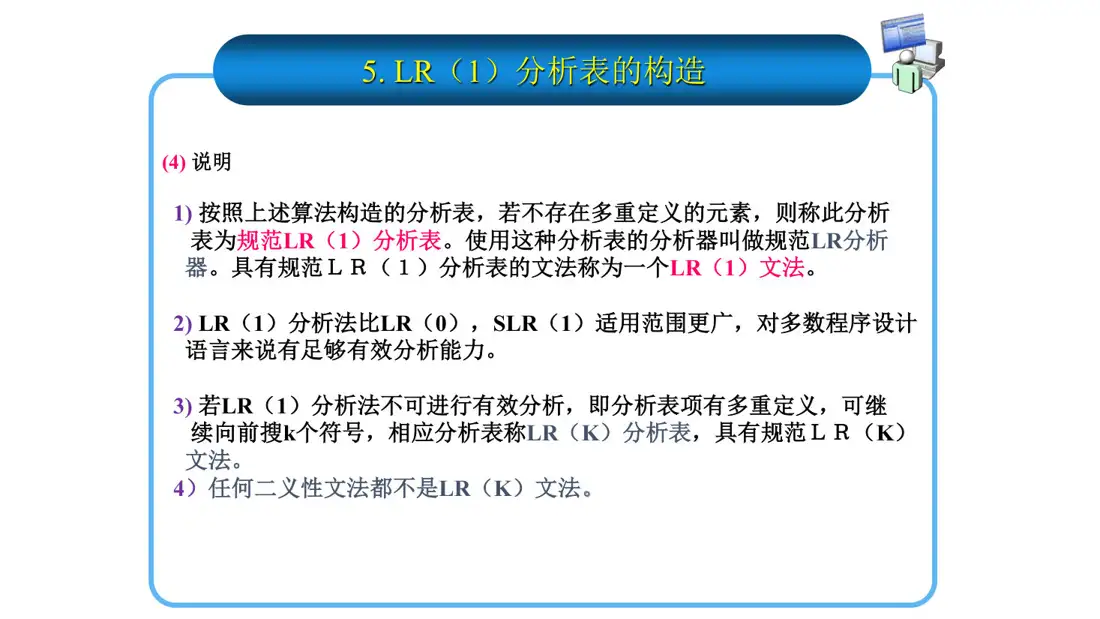 5. LR（1）分析表的构造
(4) 说明
1) 按照上述算法构造的分析表，若不存在多重定义的元素，则称此分析
表为规范LR（1）分析表。使用这种分析表的分析器叫做规范LR分析
器。具有规范ＬＲ（１）分析表的文法称为一个LR（1）文法。
2) LR（1）分析法比LR（0），SLR（1）适用范围更广，对多数程序设计
语言来说有足够有效分析能力。
3) 若LR（1）分析法不可进行有效分析，即分析表项有多重定义，可继
续向前搜k个符号，相应分析表称LR（K）分析表，具有规范ＬＲ（K）
文法。
4）任何二义性文法都不是LR（K）文法。